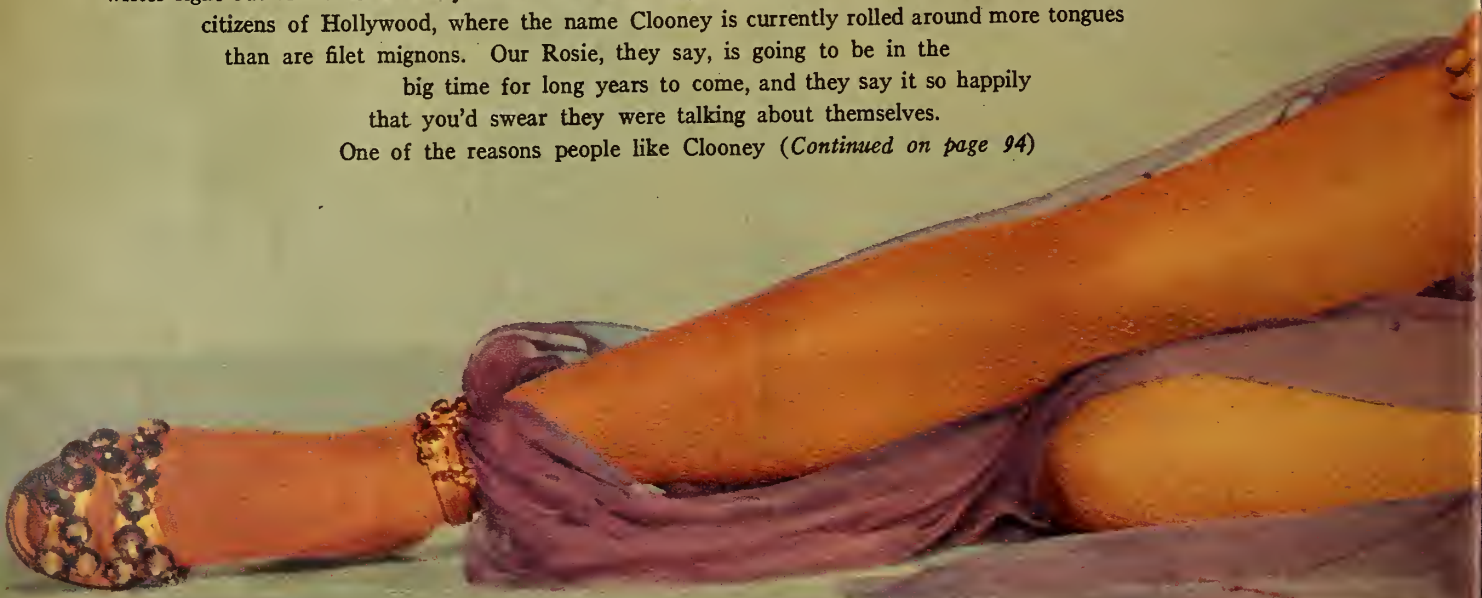 citizens of Hollywood, where the name Clooney is currently rolled around more tongues
than are filet mignons. Our Rosie, they say, is going to be in the
big time for long years to come, and they say it so happily
that you'd swear they were talking about themselves.
One of the reasons people like Clooney (Continued on page 94)